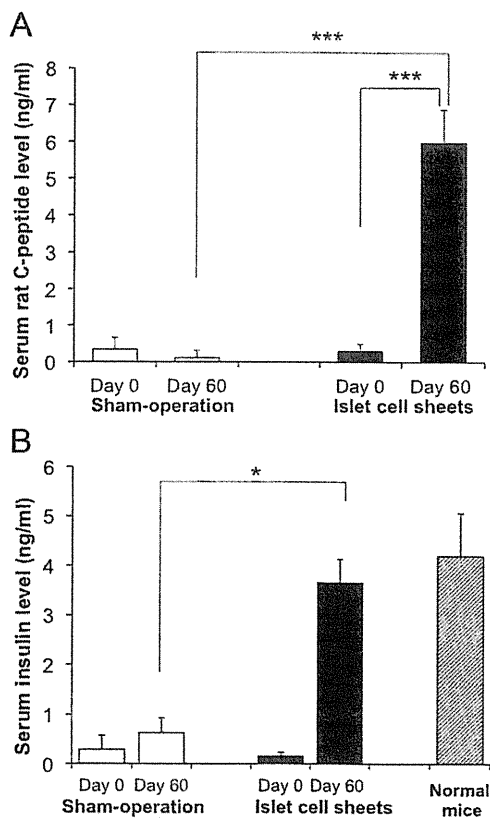 A
***
***
Serum rat C-peptide level (ng/ml)
8
7
6
5
4
3
2
1
0
Day 0 Day 60 Day 0 Day 60
Sham-operation Islet cell sheets
B
*
Serum insulin level (ng/ml)
6
5
4
3
2
1
0
Day 0 Day 60 Day 0 Day 60 Normal
Sham-operation Islet cell sheets mice